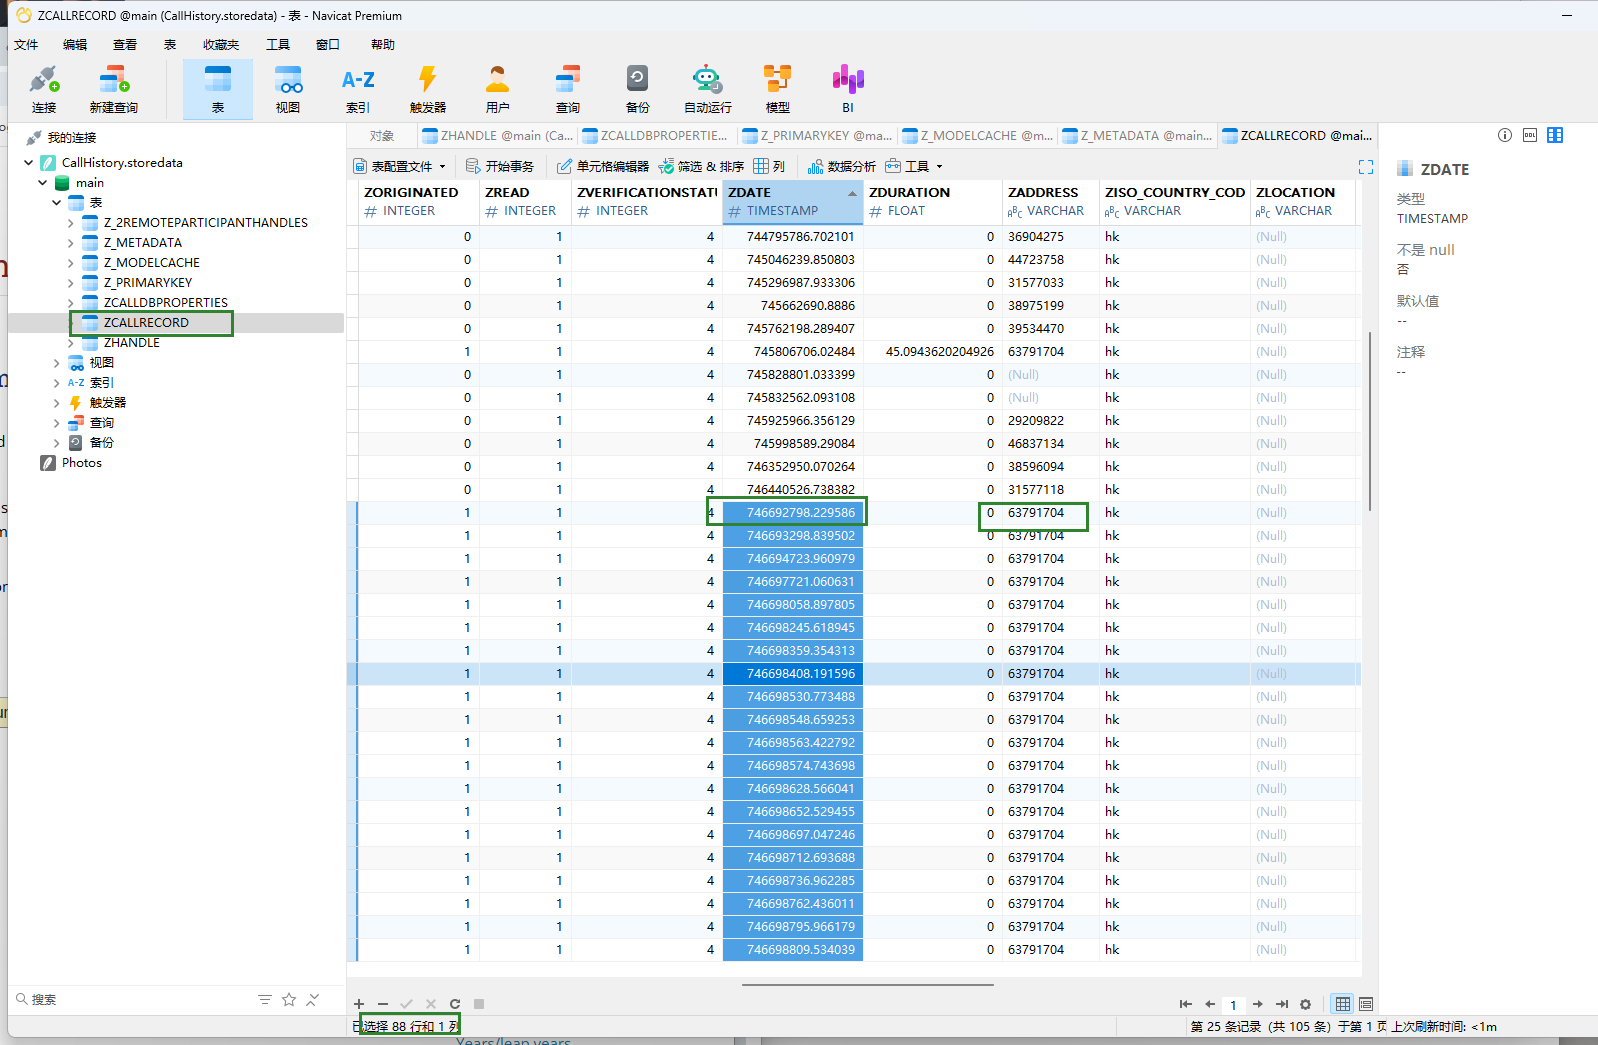 ZCALLRECORD @main (CallHistory.storedata) - 表 - Navicat Premium
文件 编辑 查看 表 收藏夹 工具 窗口 帮助
连接 新建查询 表 视图 索引 触发器 用户 查询 备份 自动运行 模型 BI
我的连接
CallHistory.storedata
main
表
Z_2REMOTEPARTICIPANTHANDLES
Z_METADATA
Z_MODELCACHE
Z_PRIMARYKEY
ZCALLDBPROPERTIES
ZCALLRECORD
ZHANDLE
视图
A-Z 索引
触发器
查询
备份
Photos
搜索
对象 ZHANDLE @main (Ca... ZCALLDBPROPERTIE... Z_PRIMARYKEY @ma... Z_MODELCACHE @m... Z_METADATA @main... ZCALLRECORD @mai...
表配置文件 开始事务 单元格编辑器 筛选 & 排序 列 数据分析 工具
ZORIGINATED ZREAD ZVERIFICATIONSTATU ZDATE ZDURATION ZADDRESS ZISO_COUNTRY_COD ZLOCATION
# INTEGER # INTEGER # INTEGER # TIMESTAMP # FLOAT ABC VARCHAR ABC VARCHAR ABC VARCHAR
0 1 4 744795786.702101 0 36904275 hk (Null)
0 1 4 745046239.850803 0 44723758 hk (Null)
0 1 4 745296987.933306 0 31577033 hk (Null)
0 1 4 745662690.8886 0 38975199 hk (Null)
0 1 4 745762198.289407 0 39534470 hk (Null)
1 1 4 745806706.02484 45.0943620204926 63791704 hk (Null)
0 1 4 745828801.033399 0 (Null) hk (Null)
0 1 4 745832562.093108 0 (Null) hk (Null)
0 1 4 745925966.356129 0 29209822 hk (Null)
0 1 4 745998589.29084 0 46837134 hk (Null)
0 1 4 746352950.070264 0 38596094 hk (Null)
0 1 4 746440526.738382 0 31577118 hk (Null)
1 1 4 746692798.229586 0 63791704 hk (Null)
1 1 4 746693298.839502 0 63791704 hk (Null)
1 1 4 746694723.960979 0 63791704 hk (Null)
1 1 4 746697721.060631 0 63791704 hk (Null)
1 1 4 746698058.897805 0 63791704 hk (Null)
1 1 4 746698245.618945 0 63791704 hk (Null)
1 1 4 746698359.354313 0 63791704 hk (Null)
1 1 4 746698408.191596 0 63791704 hk (Null)
1 1 4 746698530.773488 0 63791704 hk (Null)
1 1 4 746698548.659253 0 63791704 hk (Null)
1 1 4 746698563.422792 0 63791704 hk (Null)
1 1 4 746698574.743698 0 63791704 hk (Null)
1 1 4 746698628.566041 0 63791704 hk (Null)
1 1 4 746698652.529455 0 63791704 hk (Null)
1 1 4 746698697.047246 0 63791704 hk (Null)
1 1 4 746698712.693688 0 63791704 hk (Null)
1 1 4 746698736.962285 0 63791704 hk (Null)
1 1 4 746698762.436011 0 63791704 hk (Null)
1 1 4 746698795.966179 0 63791704 hk (Null)
1 1 4 746698809.534039 0 63791704 hk (Null)
1
已选择 88 行和 1 列 第 25 条记录（共 105 条）于第 1 页 上次刷新时间: <1m
ZDATE
类型
TIMESTAMP
不是 null
否
默认值
--
注释
--
Years/leap years